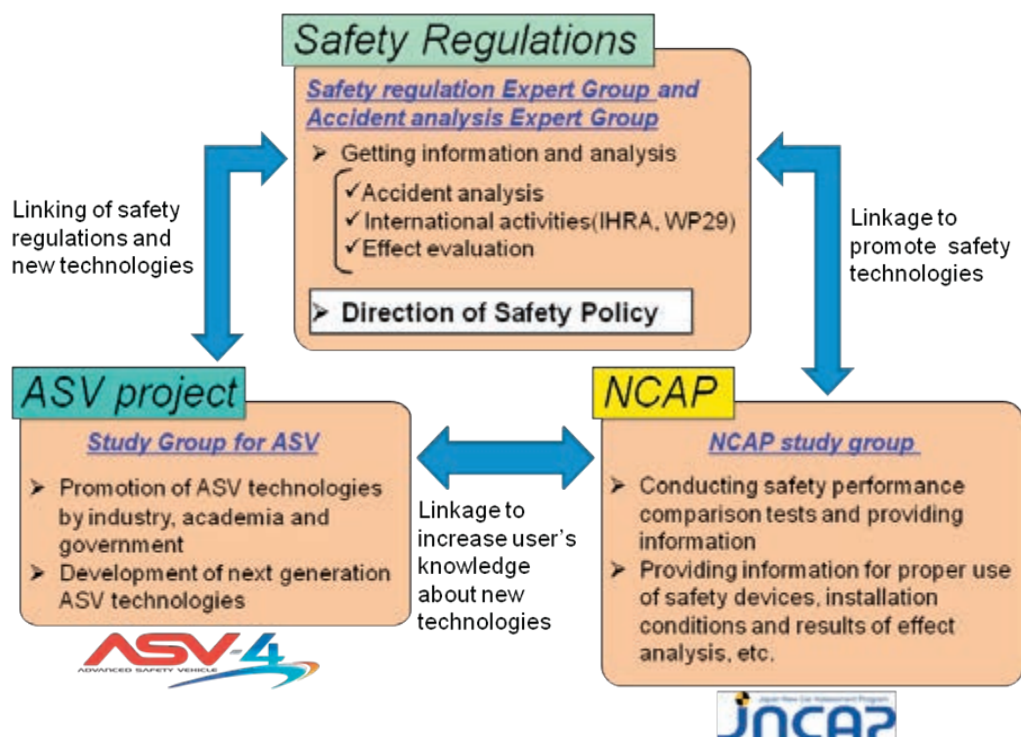 Safety Regulations
Safety regulation Expert Group and
Accident analysis Expert Group
➢ Getting information and analysis
✓Accident analysis
✓International activities(IHRA, WP29)
✓Effect evaluation
➢ Direction of Safety Policy
Linking of safety
regulations and
new technologies
Linkage to
promote safety
technologies
ASV project
Study Group for ASV
➢ Promotion of ASV technologies
by industry, academia and
government
➢ Development of next generation
ASV technologies
ASV-4
ADVANCED SAFETY VEHICLE
Linkage to
increase user's
knowledge
about new
technologies
NCAP
NCAP study group
➢ Conducting safety performance
comparison tests and providing
information
➢ Providing information for proper use
of safety devices, installation
conditions and results of effect
analysis, etc.
Japan New Car Assessment Program
JNCAP